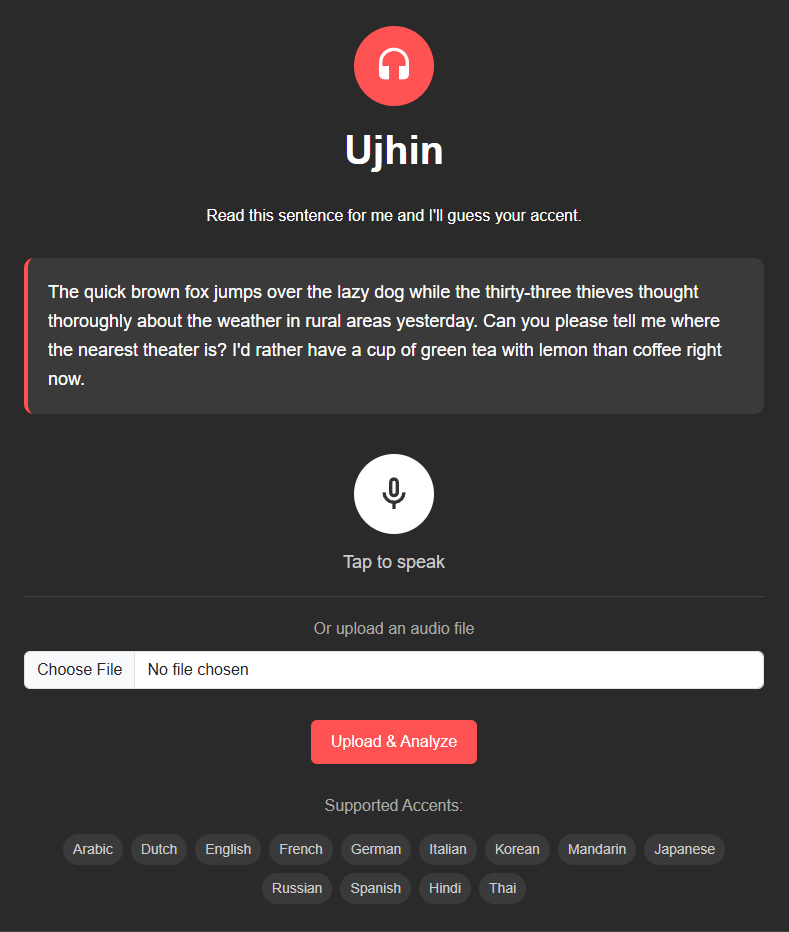 Ujhin
Read this sentence for me and I'll guess your accent.
The quick brown fox jumps over the lazy dog while the thirty-three thieves thought
thoroughly about the weather in rural areas yesterday. Can you please tell me where
the nearest theater is? I'd rather have a cup of green tea with lemon than coffee right
now.
Tap to speak
Or upload an audio file
Choose File No file chosen
Upload & Analyze
Supported Accents:
Arabic Dutch English French German Italian Korean Mandarin Japanese
Russian Spanish Hindi Thai